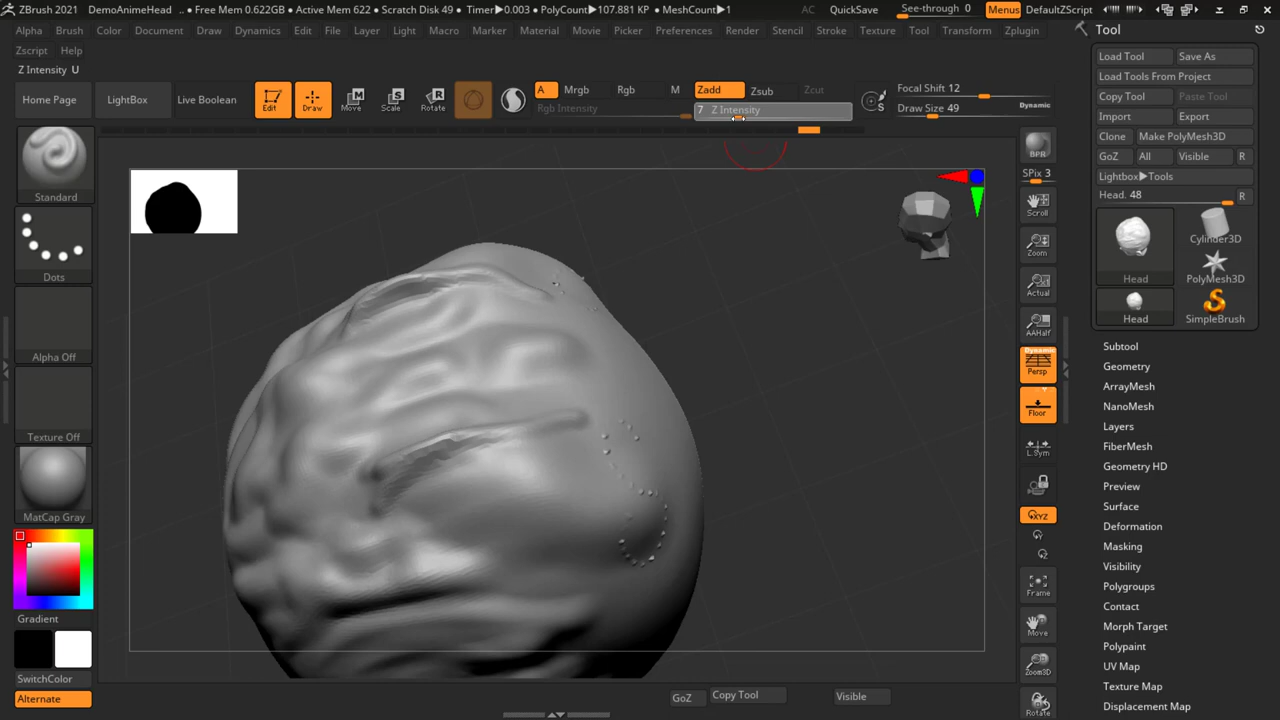 ZBrush 2021 DemoAnimeHead .. • Free Mem 0.622GB • Active Mem 622 • Scratch Disk 49 • Timer▶0.003 • PolyCount▶107.881 KP • MeshCount▶1 AC QuickSave See-through 0 Menus DefaultZScript
Alpha Brush Color Document Draw Dynamics Edit File Layer Light Macro Marker Material Movie Picker Preferences Render Stencil Stroke Texture Tool Transform Zplugin
Zscript Help
Z Intensity U
Home Page LightBox Live Boolean Edit Draw Move Scale Rotate
A Mrgb Rgb M
Rgb Intensity
Zadd Zsub Zcut
7 Z Intensity
S
Focal Shift 12
Draw Size 49 Dynamic
Standard
Dots
Alpha Off
Texture Off
MatCap Gray
Gradient
SwitchColor
Alternate
BPR
SPix 3
Scroll
Zoom
Actual
AAHalf
Dynamic
Persp
Floor
L.Sym
XYZ
Y
Z
Frame
Move
Zoom3D
Rotate
Tool
Load Tool Save As
Load Tools From Project
Copy Tool Paste Tool
Import Export
Clone Make PolyMesh3D
GoZ All Visible R
Lightbox▶Tools
Head. 48 R
Head Cylinder3D
PolyMesh3D
Head SimpleBrush
Subtool
Geometry
ArrayMesh
NanoMesh
Layers
FiberMesh
Geometry HD
Preview
Surface
Deformation
Masking
Visibility
Polygroups
Contact
Morph Target
Polypaint
UV Map
Texture Map
Displacement Map
GoZ Copy Tool Visible